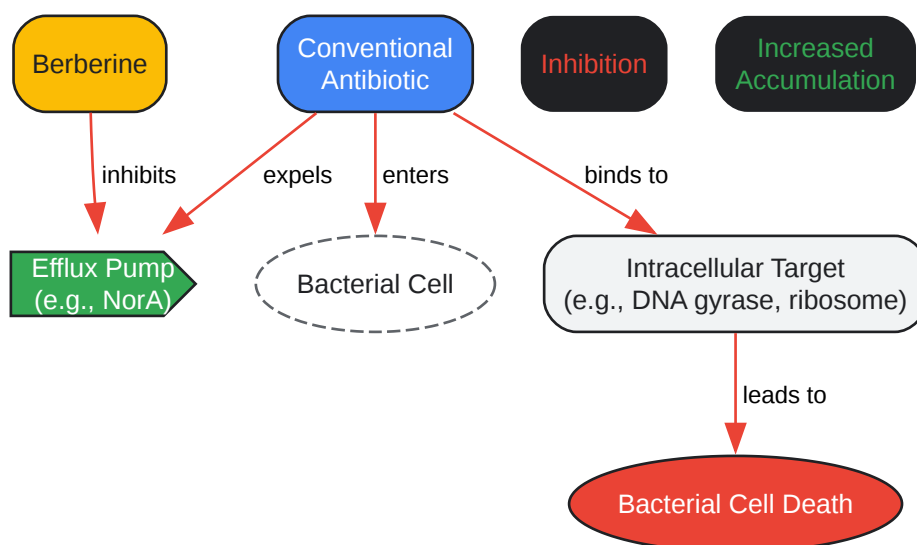 Berberine
Conventional
Antibiotic
Inhibition
Increased
Accumulation
inhibits
expels
enters
binds to
Efflux Pump
(e.g., NorA)
Bacterial Cell
Intracellular Target
(e.g., DNA gyrase, ribosome)
leads to
Bacterial Cell Death